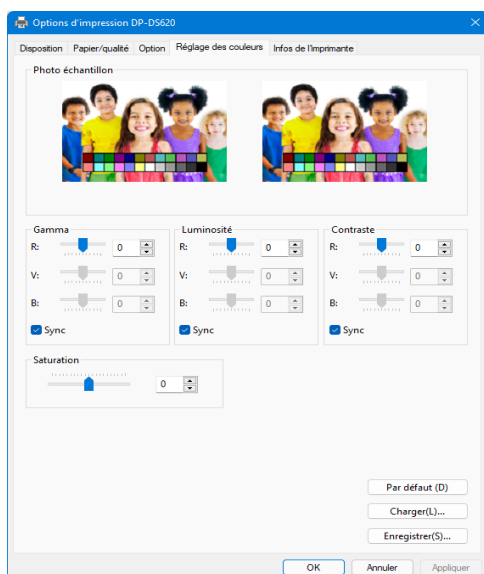 Options d'impression DP-DS620
Disposition Papier/qualité Option Réglage des couleurs Infos de l'imprimante
Photo échantillon
Gamma Luminosité Contraste
R: 0 R: 0 R: 0
V: 0 V: 0 V: 0
B: 0 B: 0 B: 0
Sync Sync Sync
Saturation
0
Par défaut (D)
Charger(L)...
Enregistrer(S)...
OK Annuler Appliquer